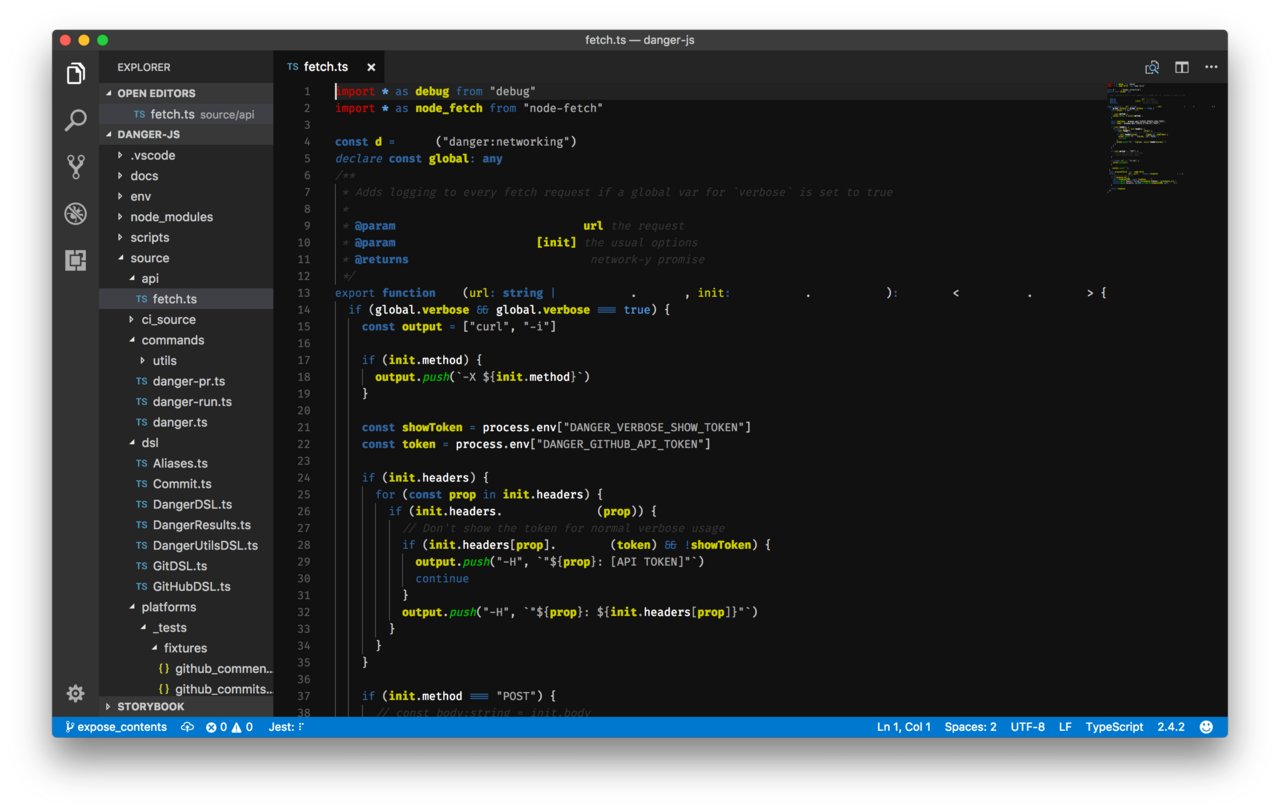 fetch.ts — danger-js
EXPLORER
OPEN EDITORS
TS fetch.ts source/api
DANGER-JS
.vscode
docs
env
node_modules
scripts
source
api
TS fetch.ts
ci_source
commands
utils
TS danger-pr.ts
TS danger-run.ts
TS danger.ts
dsl
TS Aliases.ts
TS Commit.ts
TS DangerDSL.ts
TS DangerResults.ts
TS DangerUtilsDSL.ts
TS GitDSL.ts
TS GitHubDSL.ts
platforms
_tests
fixtures
{} github_commen...
{} github_commits...
STORYBOOK
TS fetch.ts ×
1 import * as debug from "debug"
2 import * as node_fetch from "node-fetch"
3
4 const d = ("danger:networking")
5 declare const global: any
6 /**
7 * Adds logging to every fetch request if a global var for `verbose` is set to true
8 *
9 * @param url the request
10 * @param [init] the usual options
11 * @returns network-y promise
12 */
13 export function (url: string | . , init: . ): < . > {
14 if (global.verbose && global.verbose === true) {
15 const output = ["curl", "-i"]
16
17 if (init.method) {
18 output.push(`-X ${init.method}`)
19 }
20
21 const showToken = process.env["DANGER_VERBOSE_SHOW_TOKEN"]
22 const token = process.env["DANGER_GITHUB_API_TOKEN"]
23
24 if (init.headers) {
25 for (const prop in init.headers) {
26 if (init.headers. (prop)) {
27 // Don't show the token for normal verbose usage
28 if (init.headers[prop]. (token) && !showToken) {
29 output.push("-H", `"${prop}: [API TOKEN]"`)
30 continue
31 }
32 output.push("-H", `"${prop}: ${init.headers[prop]}"`)
33 }
34 }
35 }
36
37 if (init.method === "POST") {
38 // const body:string = init.body
expose_contents 0 0 Jest: Ln 1, Col 1 Spaces: 2 UTF-8 LF TypeScript 2.4.2